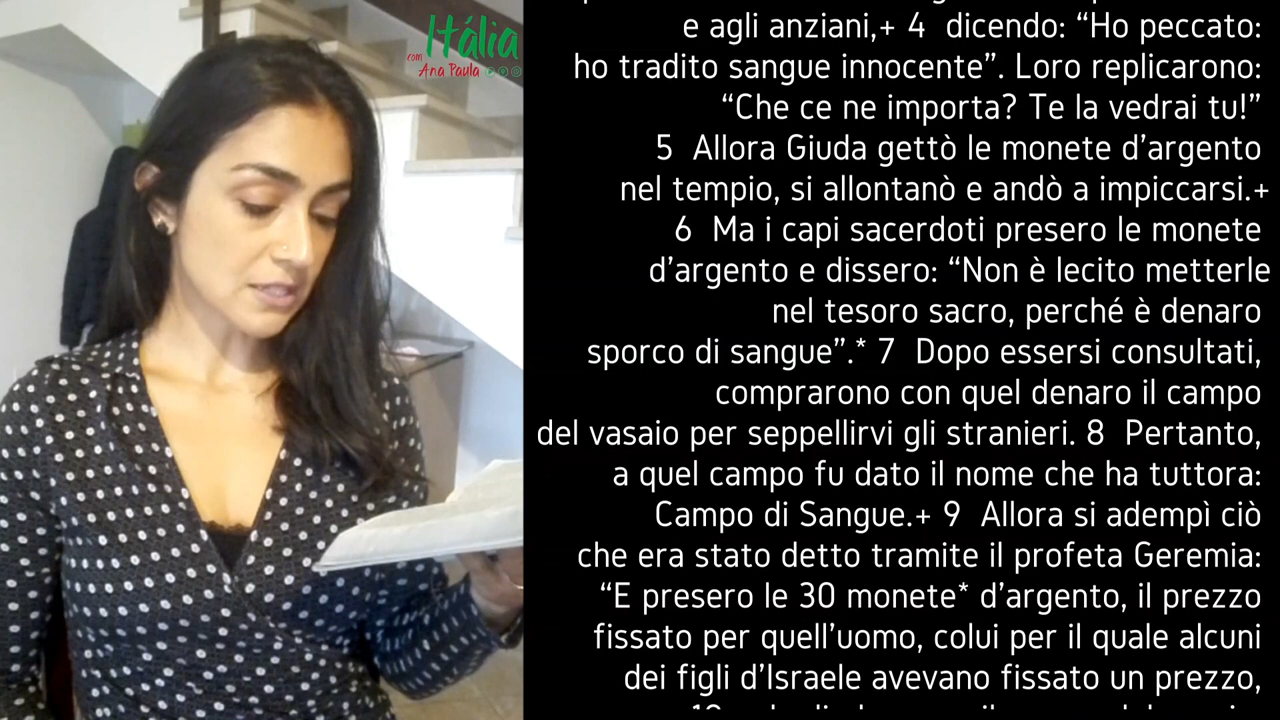 Itália
com
Ana Paula
e agli anziani,+ 4 dicendo: “Ho peccato:
ho tradito sangue innocente”. Loro replicarono:
“Che ce ne importa? Te la vedrai tu!”
5 Allora Giuda gettò le monete d’argento
nel tempio, si allontanò e andò a impiccarsi.+
6 Ma i capi sacerdoti presero le monete
d’argento e dissero: “Non è lecito metterle
nel tesoro sacro, perché è denaro
sporco di sangue”.* 7 Dopo essersi consultati,
comprarono con quel denaro il campo
del vasaio per seppellirvi gli stranieri. 8 Pertanto,
a quel campo fu dato il nome che ha tuttora:
Campo di Sangue.+ 9 Allora si adempì ciò
che era stato detto tramite il profeta Geremia:
“E presero le 30 monete* d’argento, il prezzo
fissato per quell’uomo, colui per il quale alcuni
dei figli d’Israele avevano fissato un prezzo,